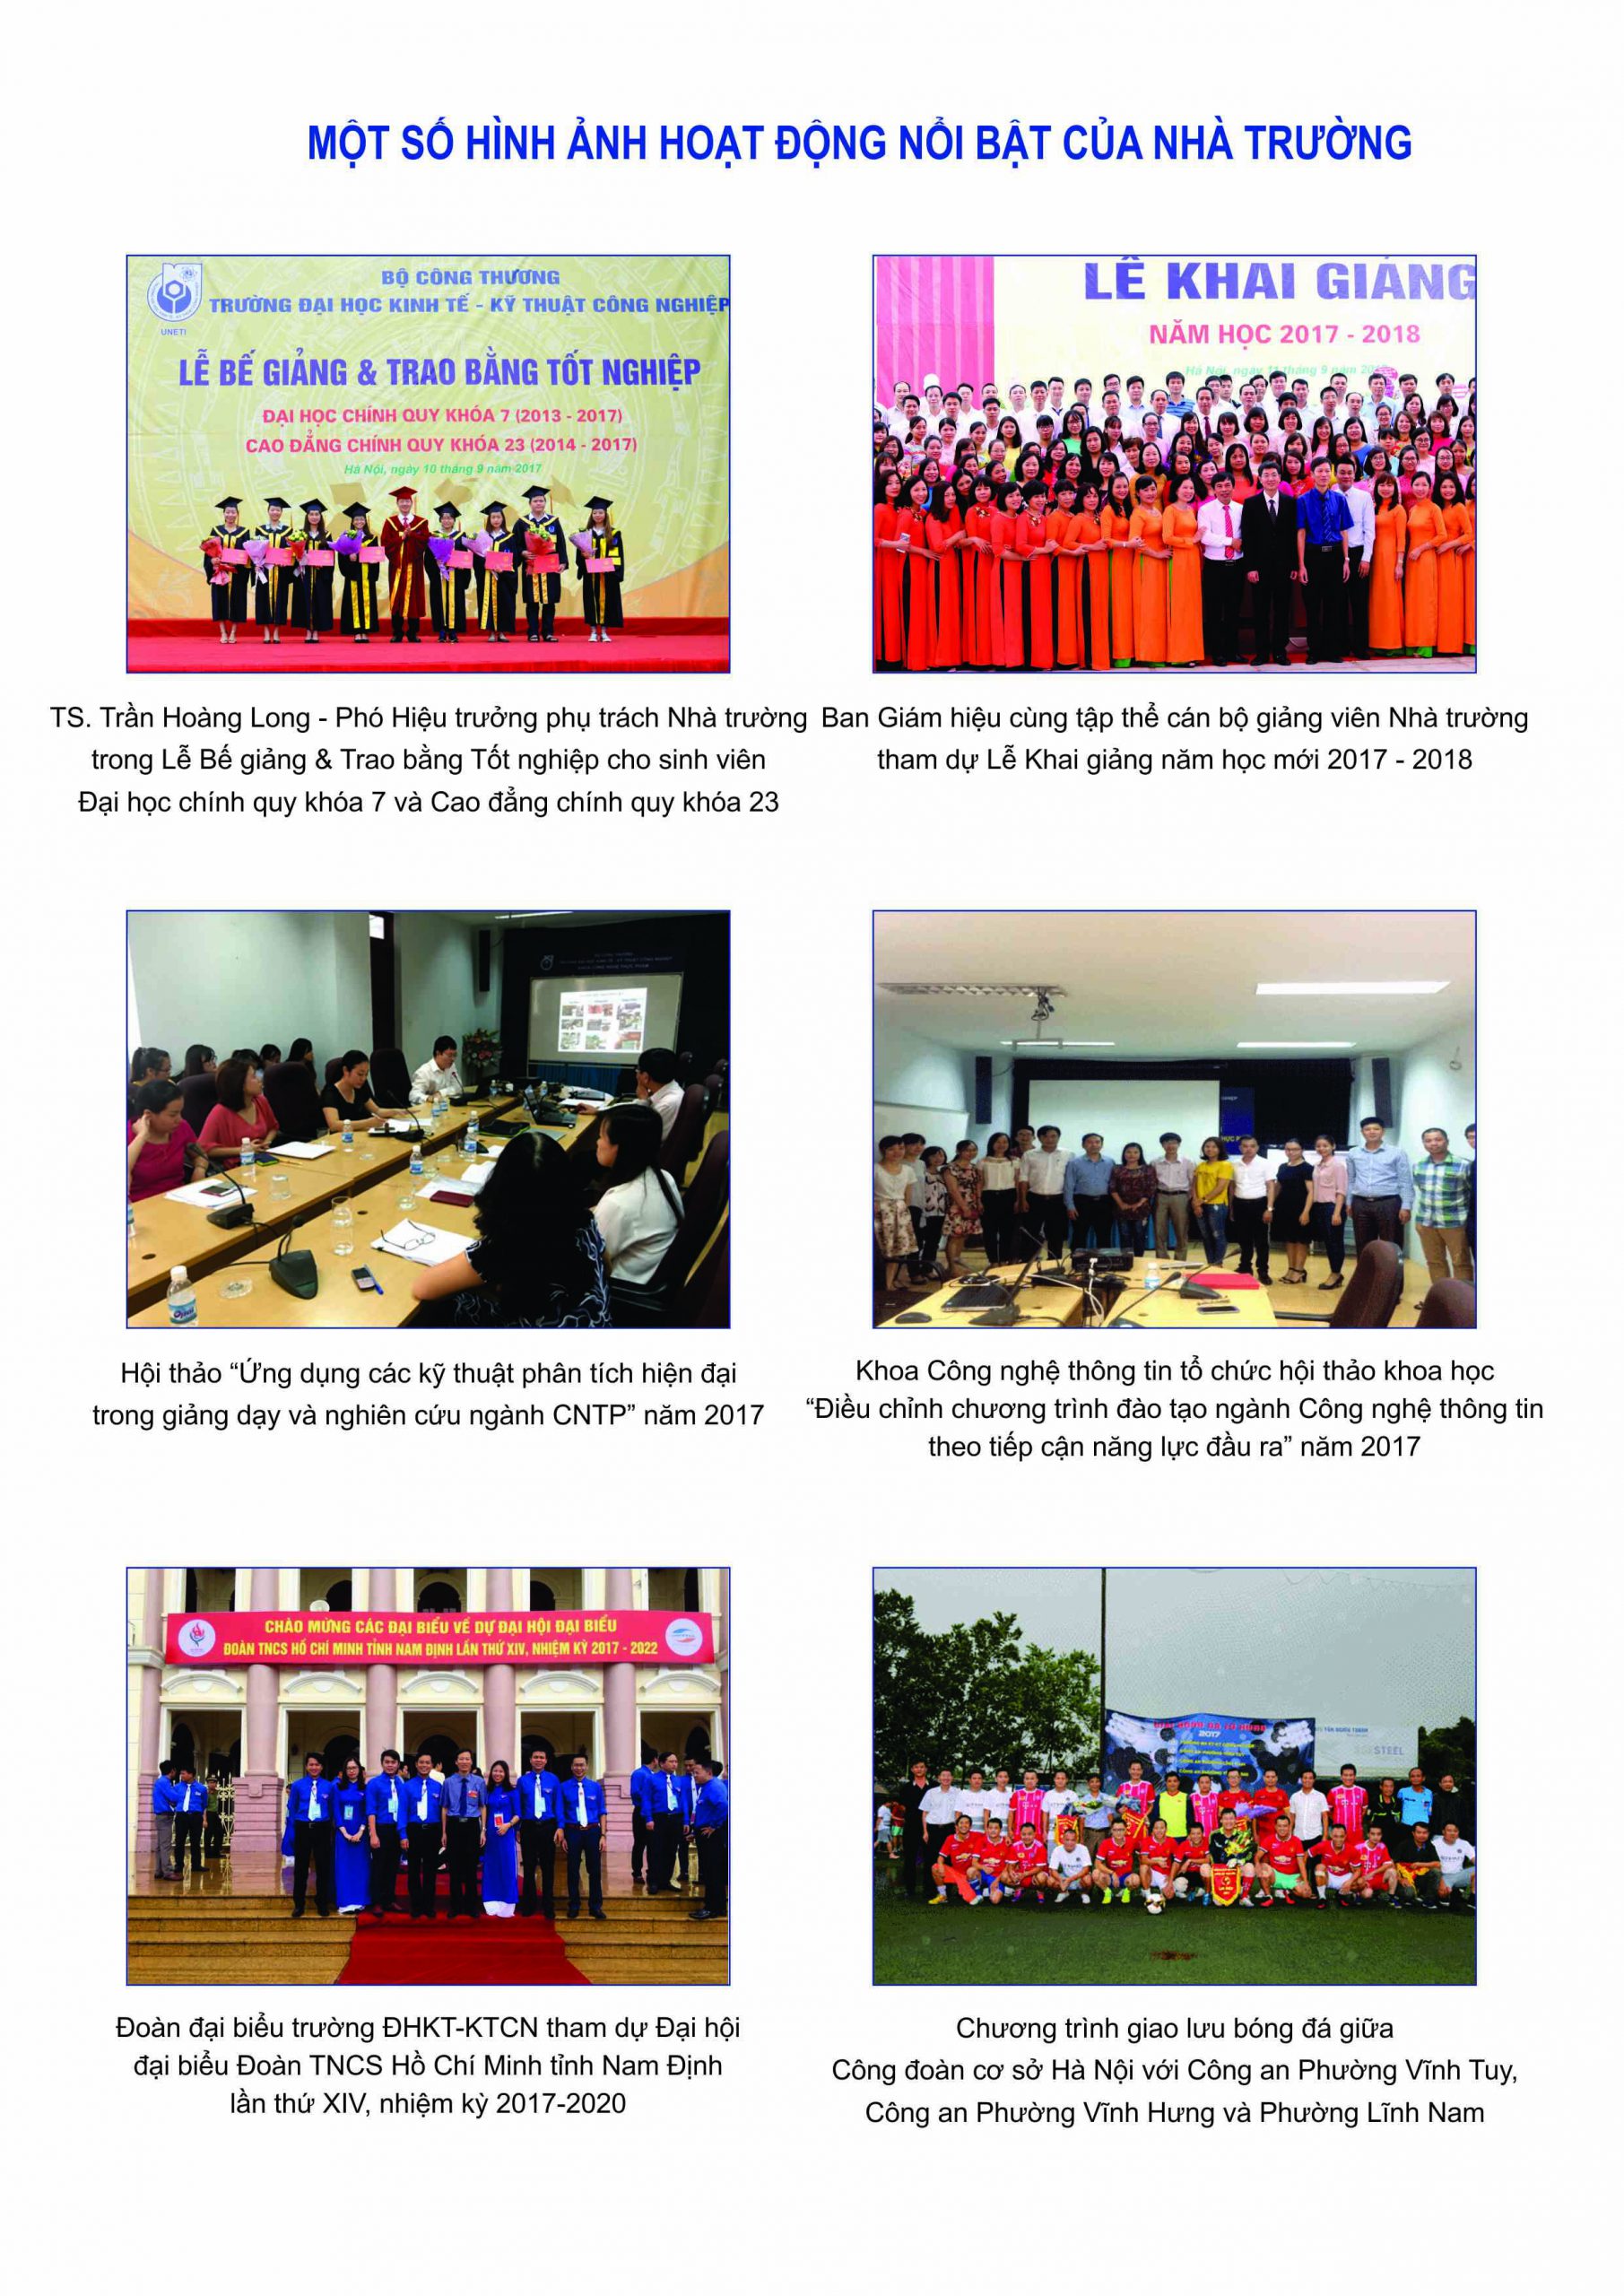 MỘT SỐ HÌNH ẢNH HOẠT ĐỘNG NỔI BẬT CỦA NHÀ TRƯỜNG
BỘ CÔNG THƯƠNG
TRƯỜNG ĐẠI HỌC KINH TẾ - KỸ THUẬT CÔNG NGHIỆP
UNETI
LỄ BẾ GIẢNG & TRAO BẰNG TỐT NGHIỆP
ĐẠI HỌC CHÍNH QUY KHÓA 7 (2013 - 2017)
CAO ĐẲNG CHÍNH QUY KHÓA 23 (2014 - 2017)
Hà Nội, ngày 10 tháng 9 năm 2017
LỄ KHAI GIẢNG
NĂM HỌC 2017 - 2018
Hà Nội, ngày 11 tháng 9 năm
TS. Trần Hoàng Long - Phó Hiệu trưởng phụ trách Nhà trường
trong Lễ Bế giảng & Trao bằng Tốt nghiệp cho sinh viên
Đại học chính quy khóa 7 và Cao đẳng chính quy khóa 23
Ban Giám hiệu cùng tập thể cán bộ giảng viên Nhà trường
tham dự Lễ Khai giảng năm học mới 2017 - 2018
Hội thảo “Ứng dụng các kỹ thuật phân tích hiện đại
trong giảng dạy và nghiên cứu ngành CNTP” năm 2017
Khoa Công nghệ thông tin tổ chức hội thảo khoa học
“Điều chỉnh chương trình đào tạo ngành Công nghệ thông tin
theo tiếp cận năng lực đầu ra” năm 2017
CHÀO MỪNG CÁC ĐẠI BIỂU VỀ DỰ ĐẠI HỘI ĐẠI BIỂU
ĐOÀN TNCS HỒ CHÍ MINH TỈNH NAM ĐỊNH LẦN THỨ XIV, NHIỆM KỲ 2017 - 2022
2017
STEEL
Đoàn đại biểu trường ĐHKT-KTCN tham dự Đại hội
đại biểu Đoàn TNCS Hồ Chí Minh tỉnh Nam Định
lần thứ XIV, nhiệm kỳ 2017-2020
Chương trình giao lưu bóng đá giữa
Công đoàn cơ sở Hà Nội với Công an Phường Vĩnh Tuy,
Công an Phường Vĩnh Hưng và Phường Lĩnh Nam